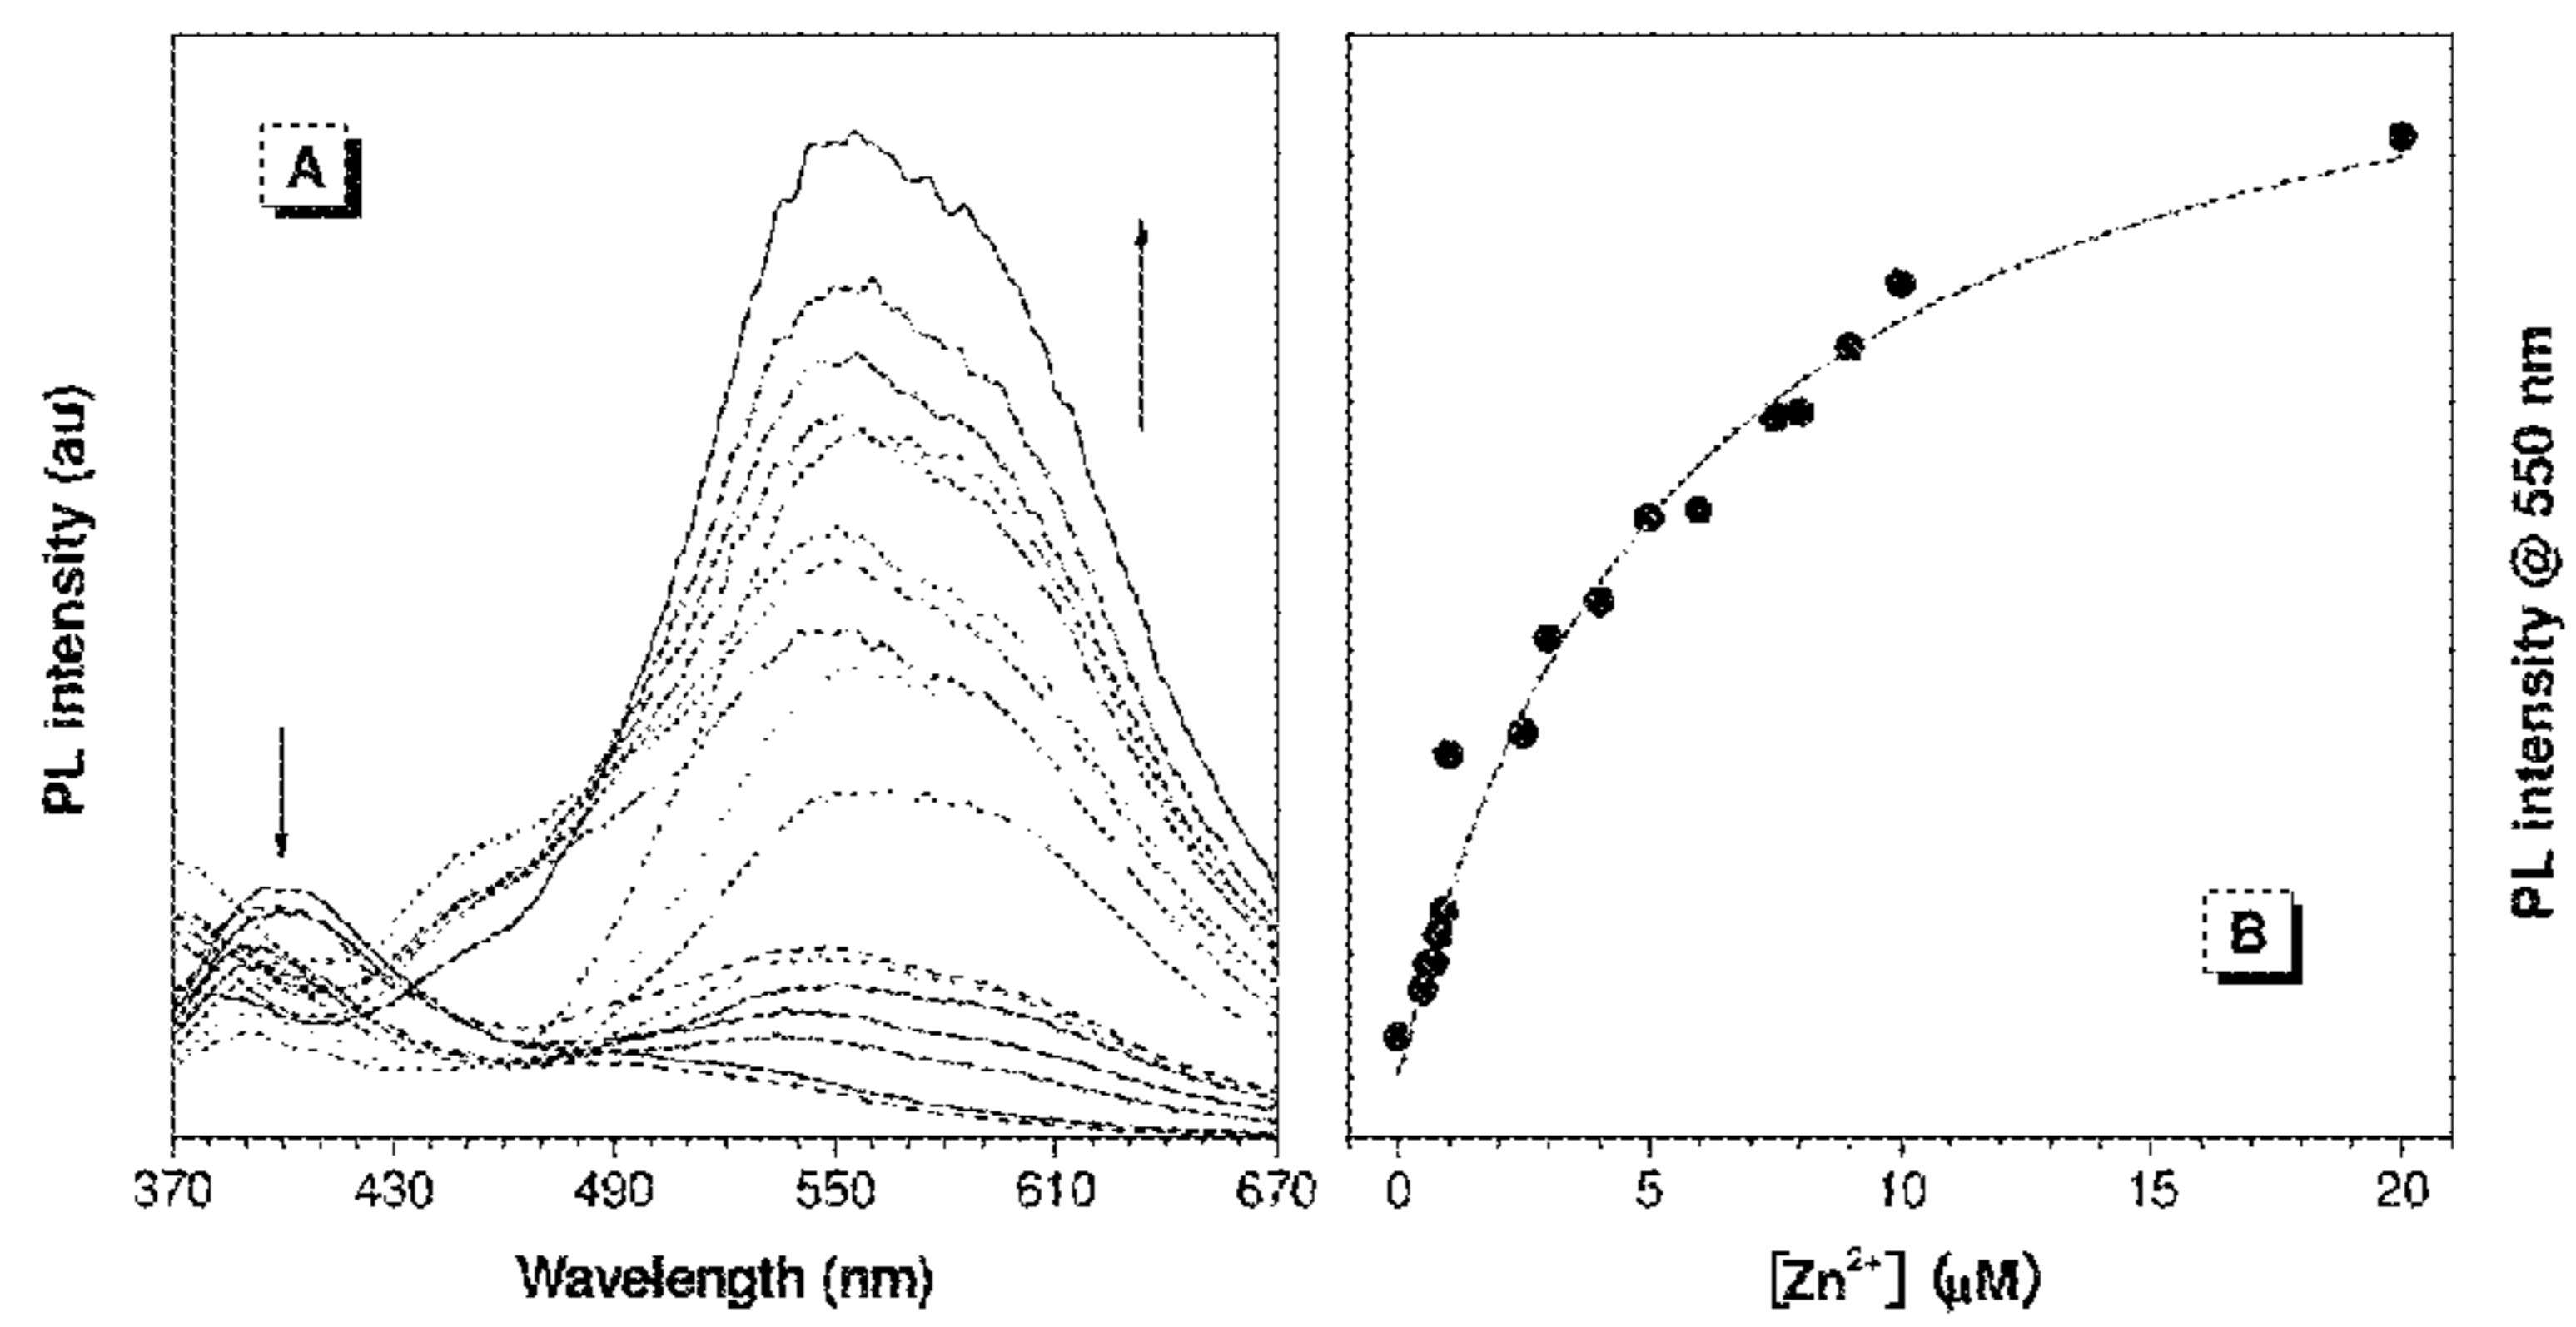 A
PL intensity (au)
370 430 490 550 610 670
Wavelength (nm)
B
PL intensity @ 550 nm
0 5 10 15 20
[Zn²⁺] (μM)